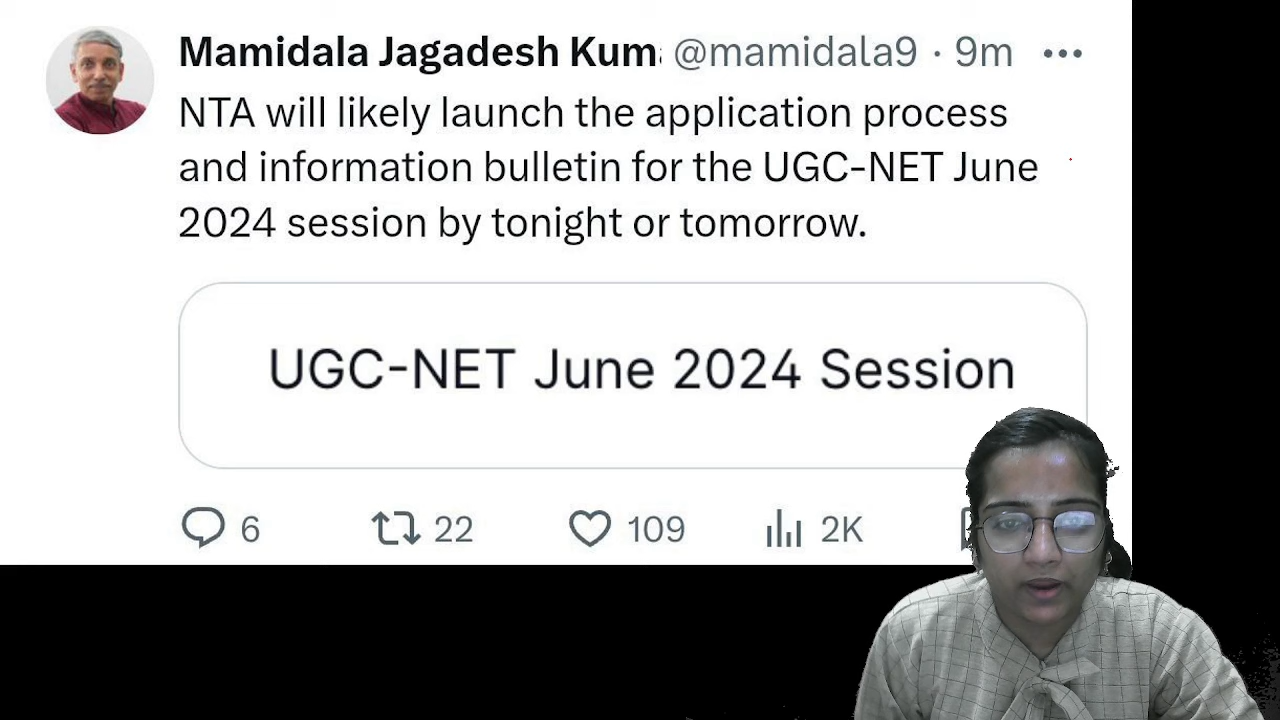 Mamidala Jagadesh Kum @mamidala9 · 9m
NTA will likely launch the application process
and information bulletin for the UGC-NET June
2024 session by tonight or tomorrow.
UGC-NET June 2024 Session
6 22 109 2K